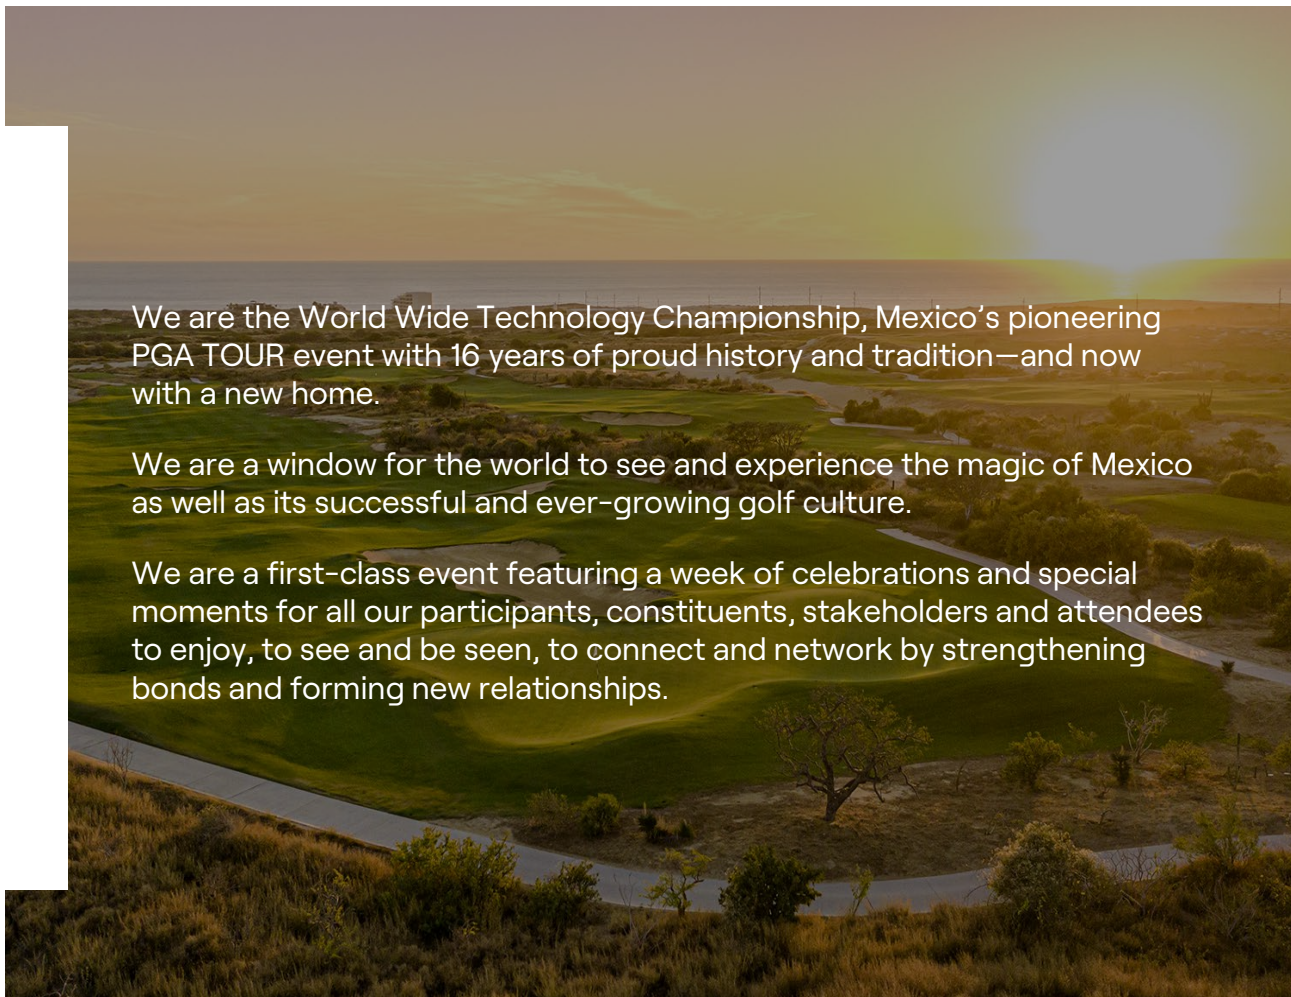 We are the World Wide Technology Championship, Mexico’s pioneering
PGA TOUR event with 16 years of proud history and tradition—and now
with a new home.
We are a window for the world to see and experience the magic of Mexico
as well as its successful and ever-growing golf culture.
We are a first-class event featuring a week of celebrations and special
moments for all our participants, constituents, stakeholders and attendees
to enjoy, to see and be seen, to connect and network by strengthening
bonds and forming new relationships.